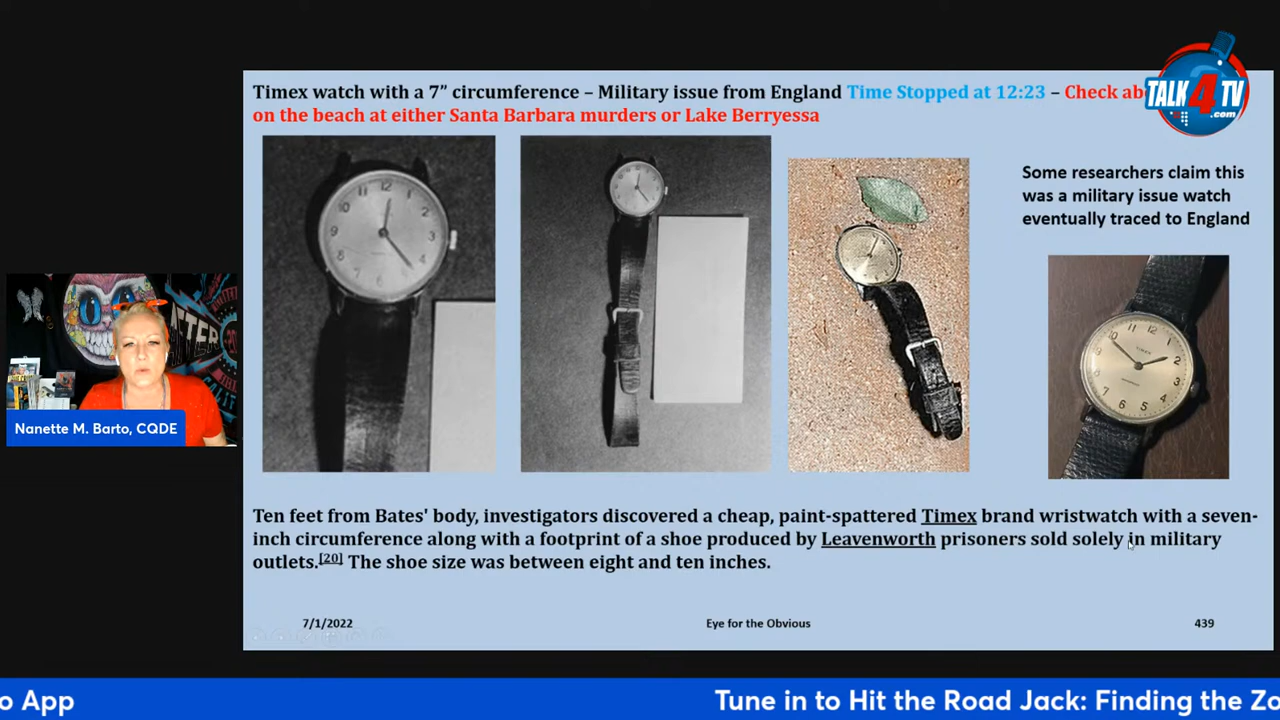 TALK 4 TV
.com
Timex watch with a 7” circumference – Military issue from England Time Stopped at 12:23 – Check ab
on the beach at either Santa Barbara murders or Lake Berryessa
Some researchers claim this
was a military issue watch
eventually traced to England
Nanette M. Barto, CQDE
Ten feet from Bates' body, investigators discovered a cheap, paint-spattered Timex brand wristwatch with a seven-
inch circumference along with a footprint of a shoe produced by Leavenworth prisoners sold solely in military
outlets.[20] The shoe size was between eight and ten inches.
7/1/2022 Eye for the Obvious 439
o App Tune in to Hit the Road Jack: Finding the Zo